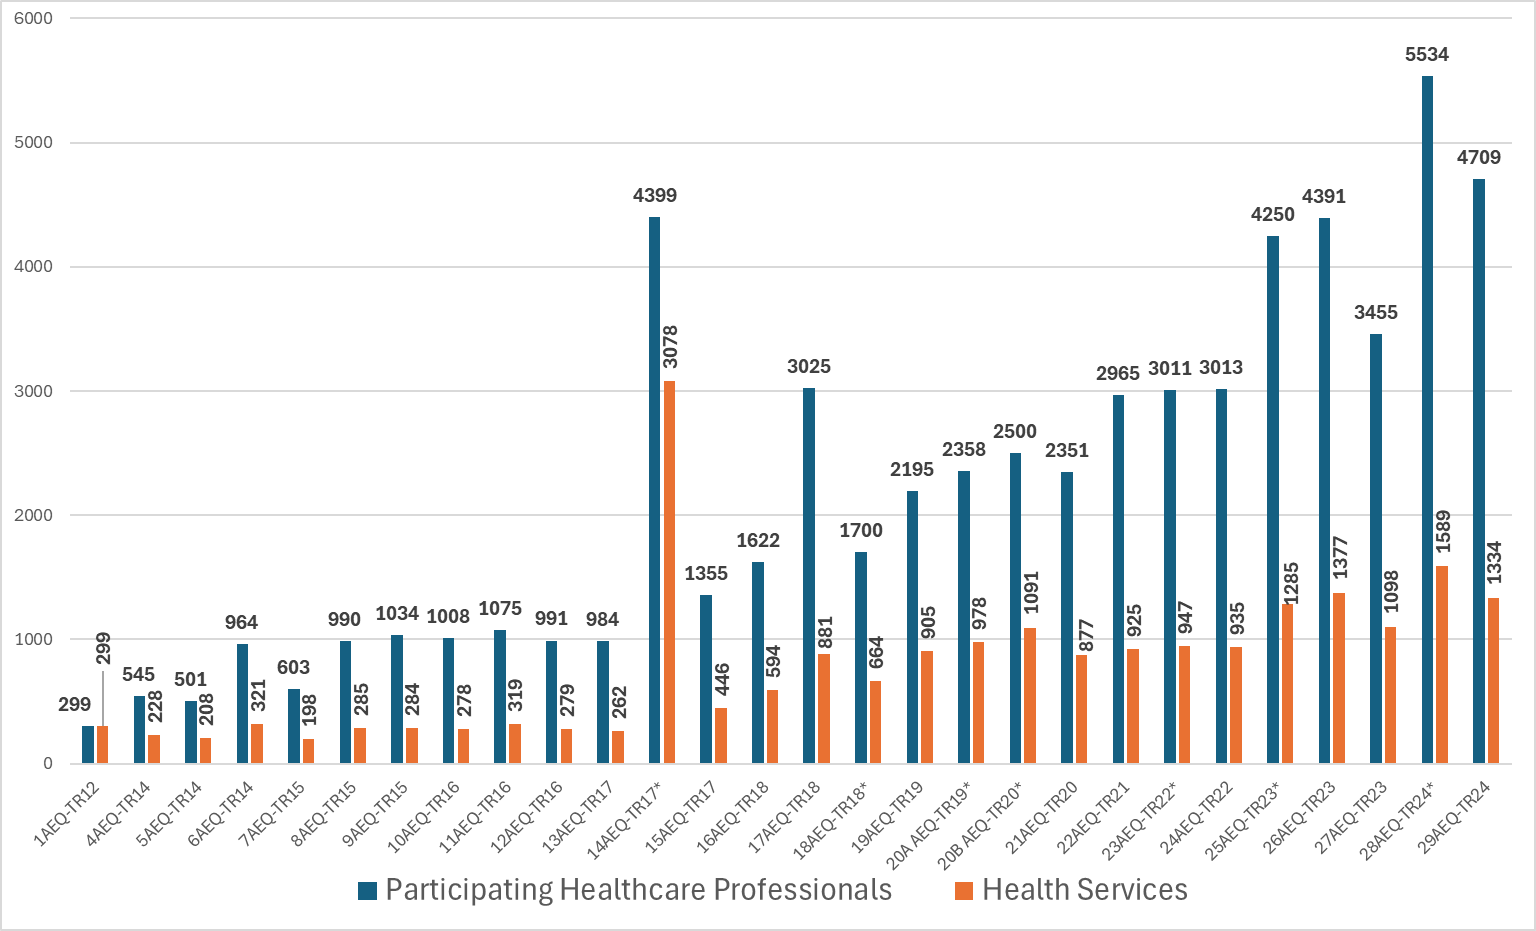 6000
5000
4000
3000
2000
1000
0
299
299
545
228
501
208
964
321
603
198
990
285
1034
284
1008
278
1075
319
991
279
984
262
4399
3078
1355
446
1622
594
3025
881
1700
664
2195
905
2358
978
2500
1091
2351
877
2965
925
3011
947
3013
935
4250
1285
4391
1377
3455
1098
5534
1589
4709
1334
1AEQ-TR12
4AEQ-TR14
5AEQ-TR14
6AEQ-TR14
7AEQ-TR15
8AEQ-TR15
9AEQ-TR15
10AEQ-TR16
11AEQ-TR16
12AEQ-TR16
13AEQ-TR17
14AEQ-TR17*
15AEQ-TR17
16AEQ-TR18
17AEQ-TR18
18AEQ-TR18*
19AEQ-TR19
20A AEQ-TR19*
20B AEQ-TR20*
21AEQ-TR20
22AEQ-TR21
23AEQ-TR22*
24AEQ-TR22
25AEQ-TR23*
26AEQ-TR23
27AEQ-TR23
28AEQ-TR24*
29AEQ-TR24
Participating Healthcare Professionals
Health Services